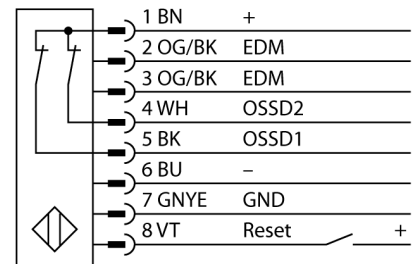 1 BN +
2 OG/BK EDM
3 OG/BK EDM
4 WH OSSD2
5 BK OSSD1
6 BU –
7 GNYE GND
8 VT Reset +